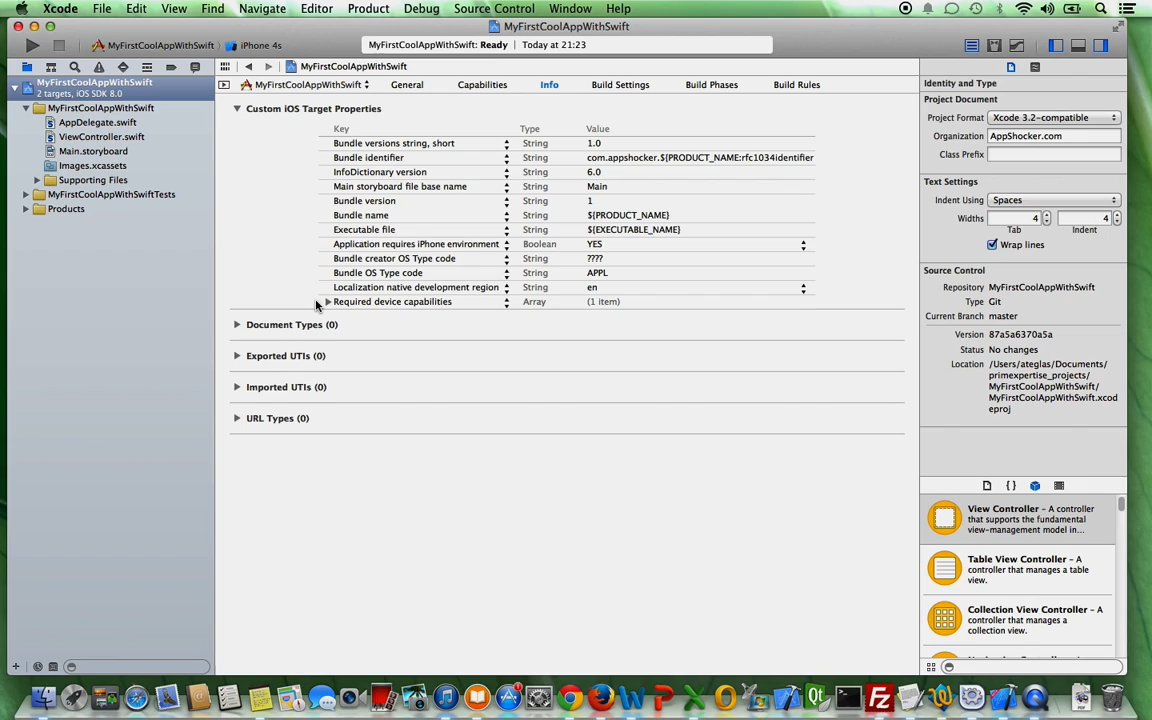 Xcode File Edit View Find Navigate Editor Product Debug Source Control Window Help
MyFirstCoolAppWithSwift
MyFirstCoolAppWithSwift iPhone 4s
MyFirstCoolAppWithSwift: Ready Today at 21:23
MyFirstCoolAppWithSwift
MyFirstCoolAppWithSwift
2 targets, iOS SDK 8.0
MyFirstCoolAppWithSwift
AppDelegate.swift
ViewController.swift
Main.storyboard
Images.xcassets
Supporting Files
MyFirstCoolAppWithSwiftTests
Products
MyFirstCoolAppWithSwift General Capabilities Info Build Settings Build Phases Build Rules
Custom iOS Target Properties
Key Type Value
Bundle versions string, short String 1.0
Bundle identifier String com.appshocker.${PRODUCT_NAME:rfc1034identifier
InfoDictionary version String 6.0
Main storyboard file base name String Main
Bundle version String 1
Bundle name String ${PRODUCT_NAME}
Executable file String ${EXECUTABLE_NAME}
Application requires iPhone environment Boolean YES
Bundle creator OS Type code String ????
Bundle OS Type code String APPL
Localization native development region String en
Required device capabilities Array (1 item)
Document Types (0)
Exported UTIs (0)
Imported UTIs (0)
URL Types (0)
Identity and Type
Project Document
Project Format Xcode 3.2-compatible
Organization AppShocker.com
Class Prefix
Text Settings
Indent Using Spaces
Widths 4 4
Tab Indent
Wrap lines
Source Control
Repository MyFirstCoolAppWithSwift
Type Git
Current Branch master
Version 87a5a6370a5a
Status No changes
Location /Users/ateglas/Documents/
primexpertise_projects/
MyFirstCoolAppWithSwift/
MyFirstCoolAppWithSwift.xcod
eproj
View Controller - A controller
that supports the fundamental
view-management model in...
Table View Controller - A
controller that manages a table
view.
Collection View Controller - A
controller that manages a
collection view.